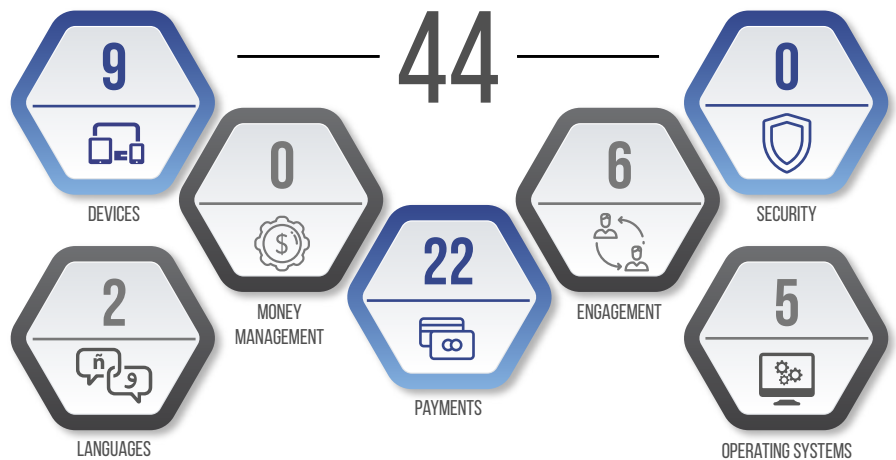 44
9
DEVICES
0
MONEY
MANAGEMENT
22
PAYMENTS
6
ENGAGEMENT
0
SECURITY
2
ñ
و
LANGUAGES
5
OPERATING SYSTEMS
$